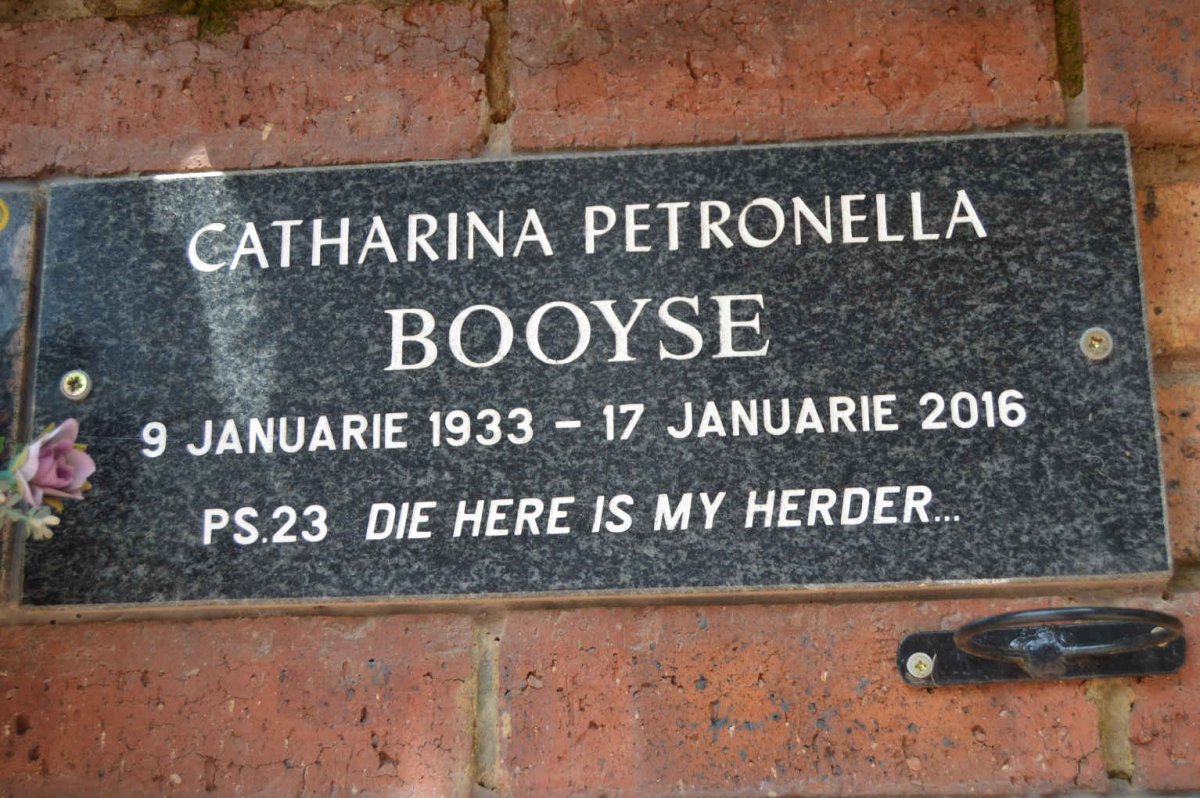 CATHARINA PETRONELLA
BOOYSE
9 JANUARIE 1933 – 17 JANUARIE 2016
PS.23 DIE HERE IS MY HERDER...